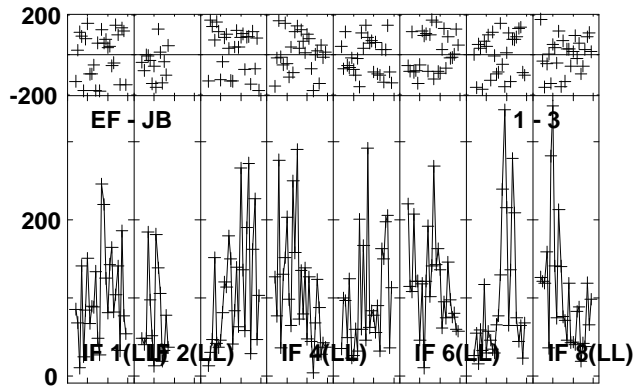 200
-200
EF - JB 1 - 3
200
0
IF 1(LL) IF 2(LL) IF 4(LL) IF 6(LL) IF 8(LL)